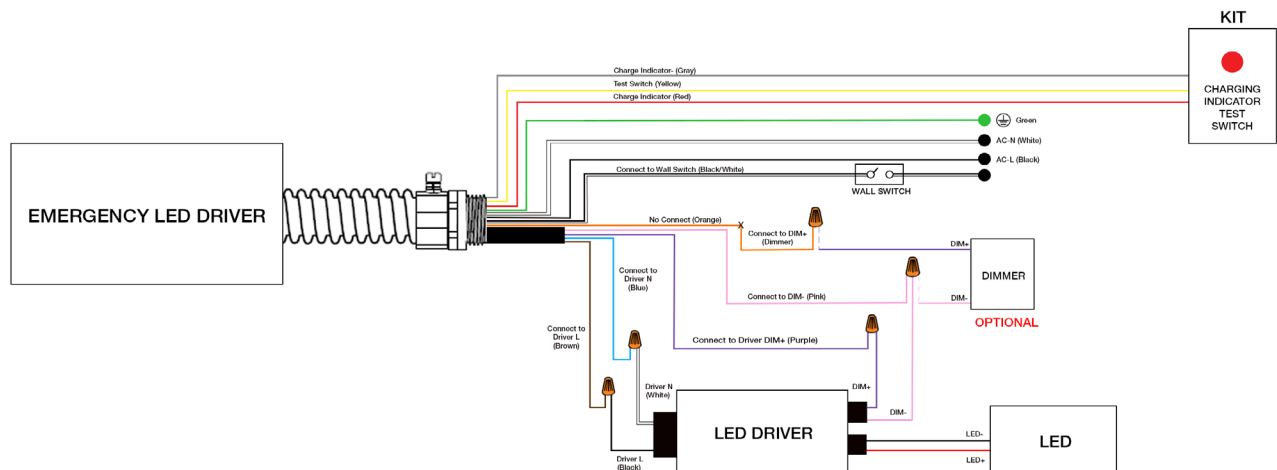 KIT
CHARGING
INDICATOR
TEST
SWITCH
Charge Indicator- (Gray)
Test Switch (Yellow)
Charge Indicator (Red)
Green
AC-N (White)
AC-L (Black)
Connect to Wall Switch (Black/White)
WALL SWITCH
EMERGENCY LED DRIVER
No Connect (Orange)
X
Connect to DIM+
(Dimmer)
DIM+
DIMMER
DIM-
OPTIONAL
Connect to
Driver N
(Blue)
Connect to DIM- (Pink)
Connect to
Driver L
(Brown)
Connect to Driver DIM+ (Purple)
Driver N
(White)
DIM+
DIM-
LED DRIVER
Driver L
(Black)
LED-
LED+
LED